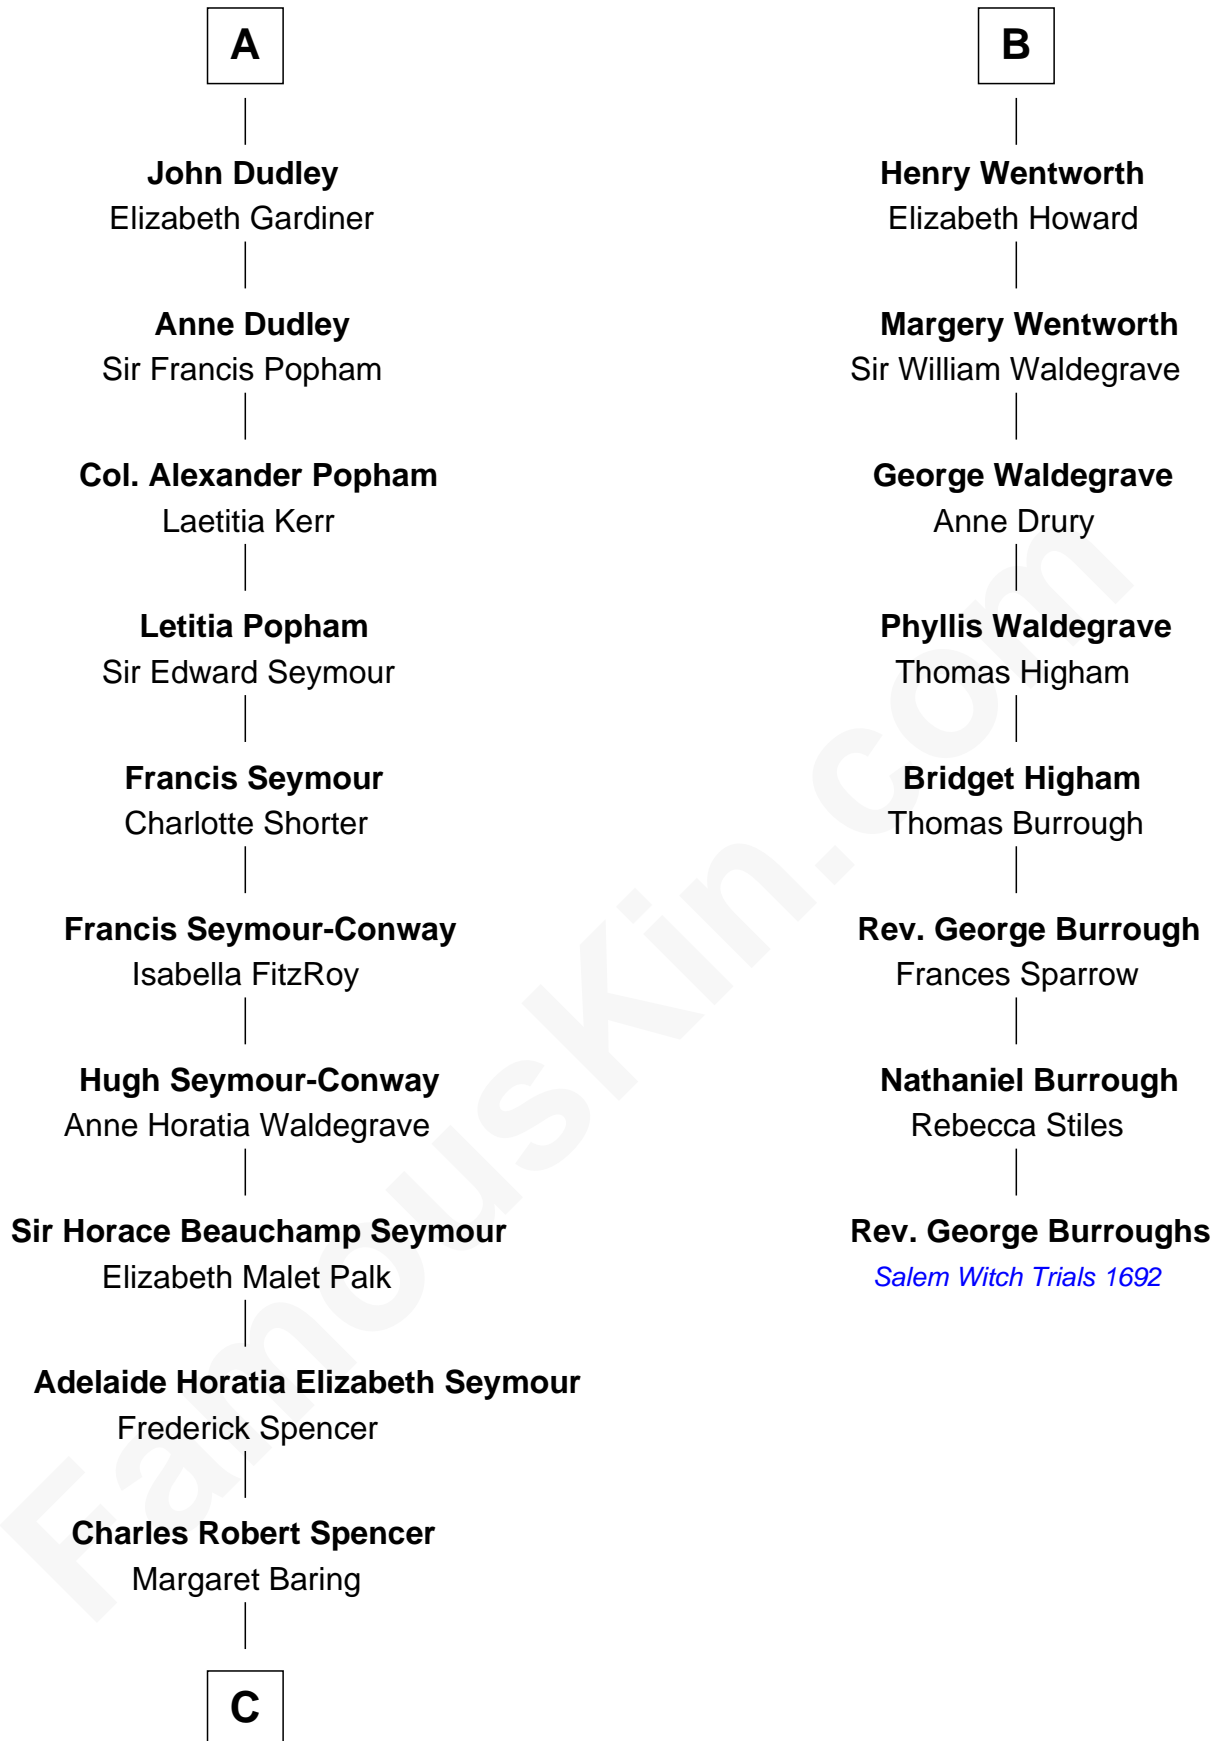 A
John Dudley
Elizabeth Gardiner
Anne Dudley
Sir Francis Popham
Col. Alexander Popham
Laetitia Kerr
Letitia Popham
Sir Edward Seymour
Francis Seymour
Charlotte Shorter
Francis Seymour-Conway
Isabella FitzRoy
Hugh Seymour-Conway
Anne Horatia Waldegrave
Sir Horace Beauchamp Seymour
Elizabeth Malet Palk
Adelaide Horatia Elizabeth Seymour
Frederick Spencer
Charles Robert Spencer
Margaret Baring
C
B
Henry Wentworth
Elizabeth Howard
Margery Wentworth
Sir William Waldegrave
George Waldegrave
Anne Drury
Phyllis Waldegrave
Thomas Higham
Bridget Higham
Thomas Burrough
Rev. George Burrough
Frances Sparrow
Nathaniel Burrough
Rebecca Stiles
Rev. George Burroughs
Salem Witch Trials 1692
FamousKin.com